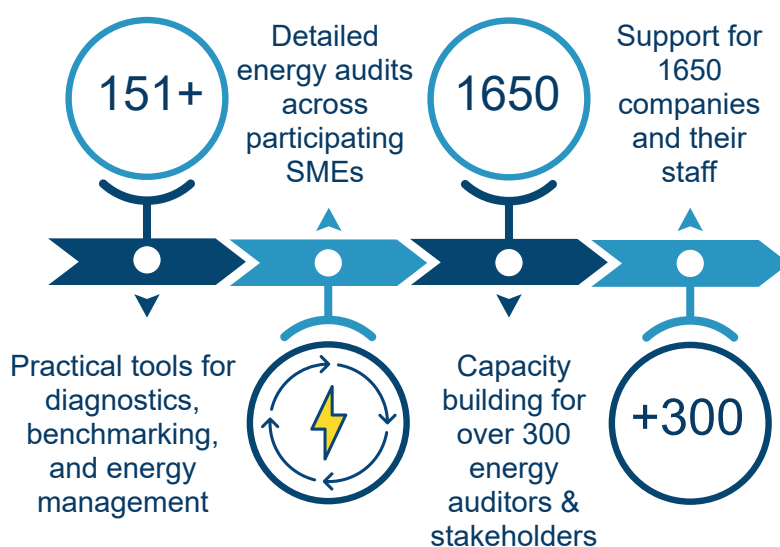 151+
Detailed
energy audits
across
participating
SMEs
1650
Support for
1650
companies
and their
staff
Practical tools for
diagnostics,
benchmarking,
and energy
management
Capacity
building for
over 300
energy
auditors &
stakeholders
+300